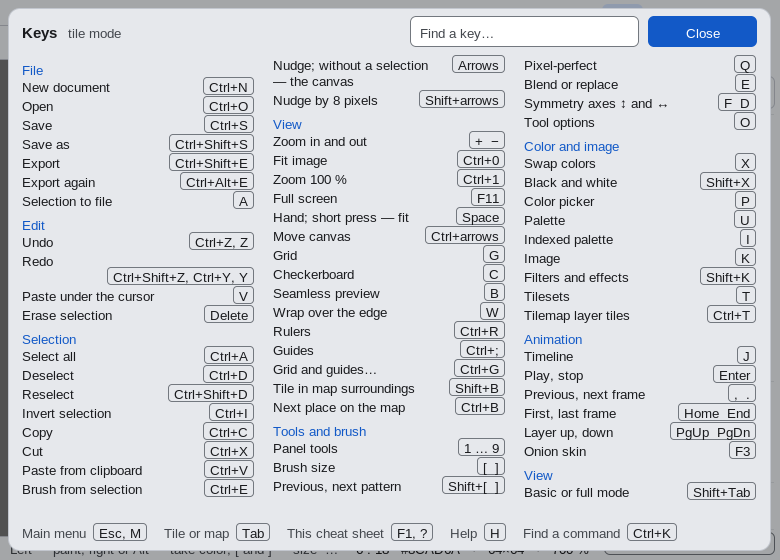 Keys tile mode Find a key… Close
File
New document Ctrl+N
Open Ctrl+O
Save Ctrl+S
Save as Ctrl+Shift+S
Export Ctrl+Shift+E
Export again Ctrl+Alt+E
Selection to file A
Edit
Undo Ctrl+Z, Z
Redo
Ctrl+Shift+Z, Ctrl+Y, Y
Paste under the cursor V
Erase selection Delete
Selection
Select all Ctrl+A
Deselect Ctrl+D
Reselect Ctrl+Shift+D
Invert selection Ctrl+I
Copy Ctrl+C
Cut Ctrl+X
Paste from clipboard Ctrl+V
Brush from selection Ctrl+E
Nudge; without a selection Arrows
— the canvas
Nudge by 8 pixels Shift+arrows
View
Zoom in and out + −
Fit image Ctrl+0
Zoom 100 % Ctrl+1
Full screen F11
Hand; short press — fit Space
Move canvas Ctrl+arrows
Grid G
Checkerboard C
Seamless preview B
Wrap over the edge W
Rulers Ctrl+R
Guides Ctrl+;
Grid and guides… Ctrl+G
Tile in map surroundings Shift+B
Next place on the map Ctrl+B
Tools and brush
Panel tools 1 … 9
Brush size [ ]
Previous, next pattern Shift+[ ]
Pixel-perfect Q
Blend or replace E
Symmetry axes ↕ and ↔ F D
Tool options O
Color and image
Swap colors X
Black and white Shift+X
Color picker P
Palette U
Indexed palette I
Image K
Filters and effects Shift+K
Tilesets T
Tilemap layer tiles Ctrl+T
Animation
Timeline J
Play, stop Enter
Previous, next frame , .
First, last frame Home End
Layer up, down PgUp PgDn
Onion skin F3
View
Basic or full mode Shift+Tab
Main menu Esc, M Tile or map Tab This cheat sheet F1, ? Help H Find a command Ctrl+K